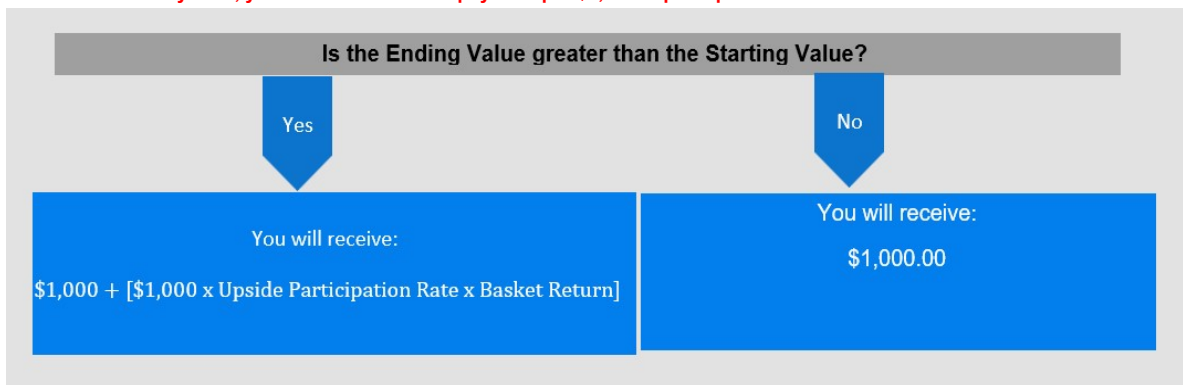 Is the Ending Value greater than the Starting Value?
Yes
No
You will receive:
$1,000 + [$1,000 x Upside Participation Rate x Basket Return]
You will receive:
$1,000.00